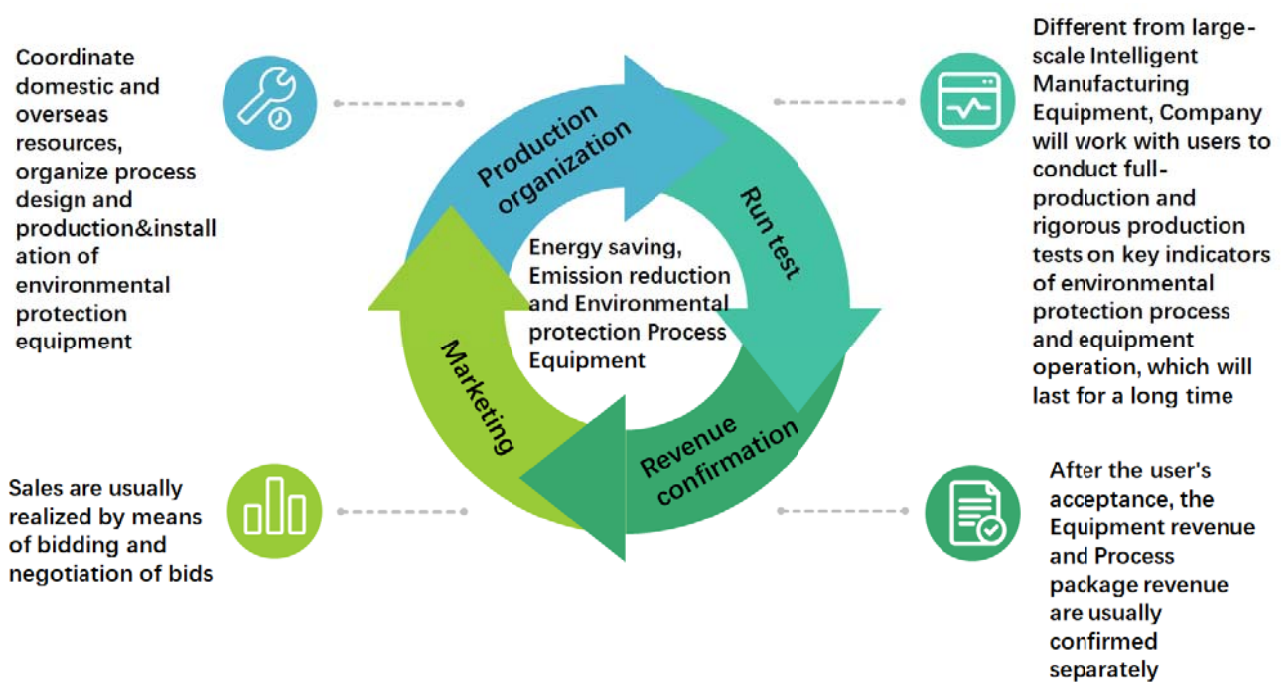 Coordinate
domestic and
overseas
resources,
organize process
design and
production&install
ation of
environmental
protection
equipment
Production
organization
Run test
Different from large-
scale Intelligent
Manufacturing
Equipment, Company
will work with users to
conduct full-
production and
rigorous production
tests on key indicators
of environmental
protection process
and equipment
operation, which will
last for a long time
Energy saving,
Emission reduction
and Environmental
protection Process
Equipment
Marketing
Revenue
confirmation
Sales are usually
realized by means
of bidding and
negotiation of bids
After the user's
acceptance, the
Equipment revenue
and Process
package revenue
are usually
confirmed
separately